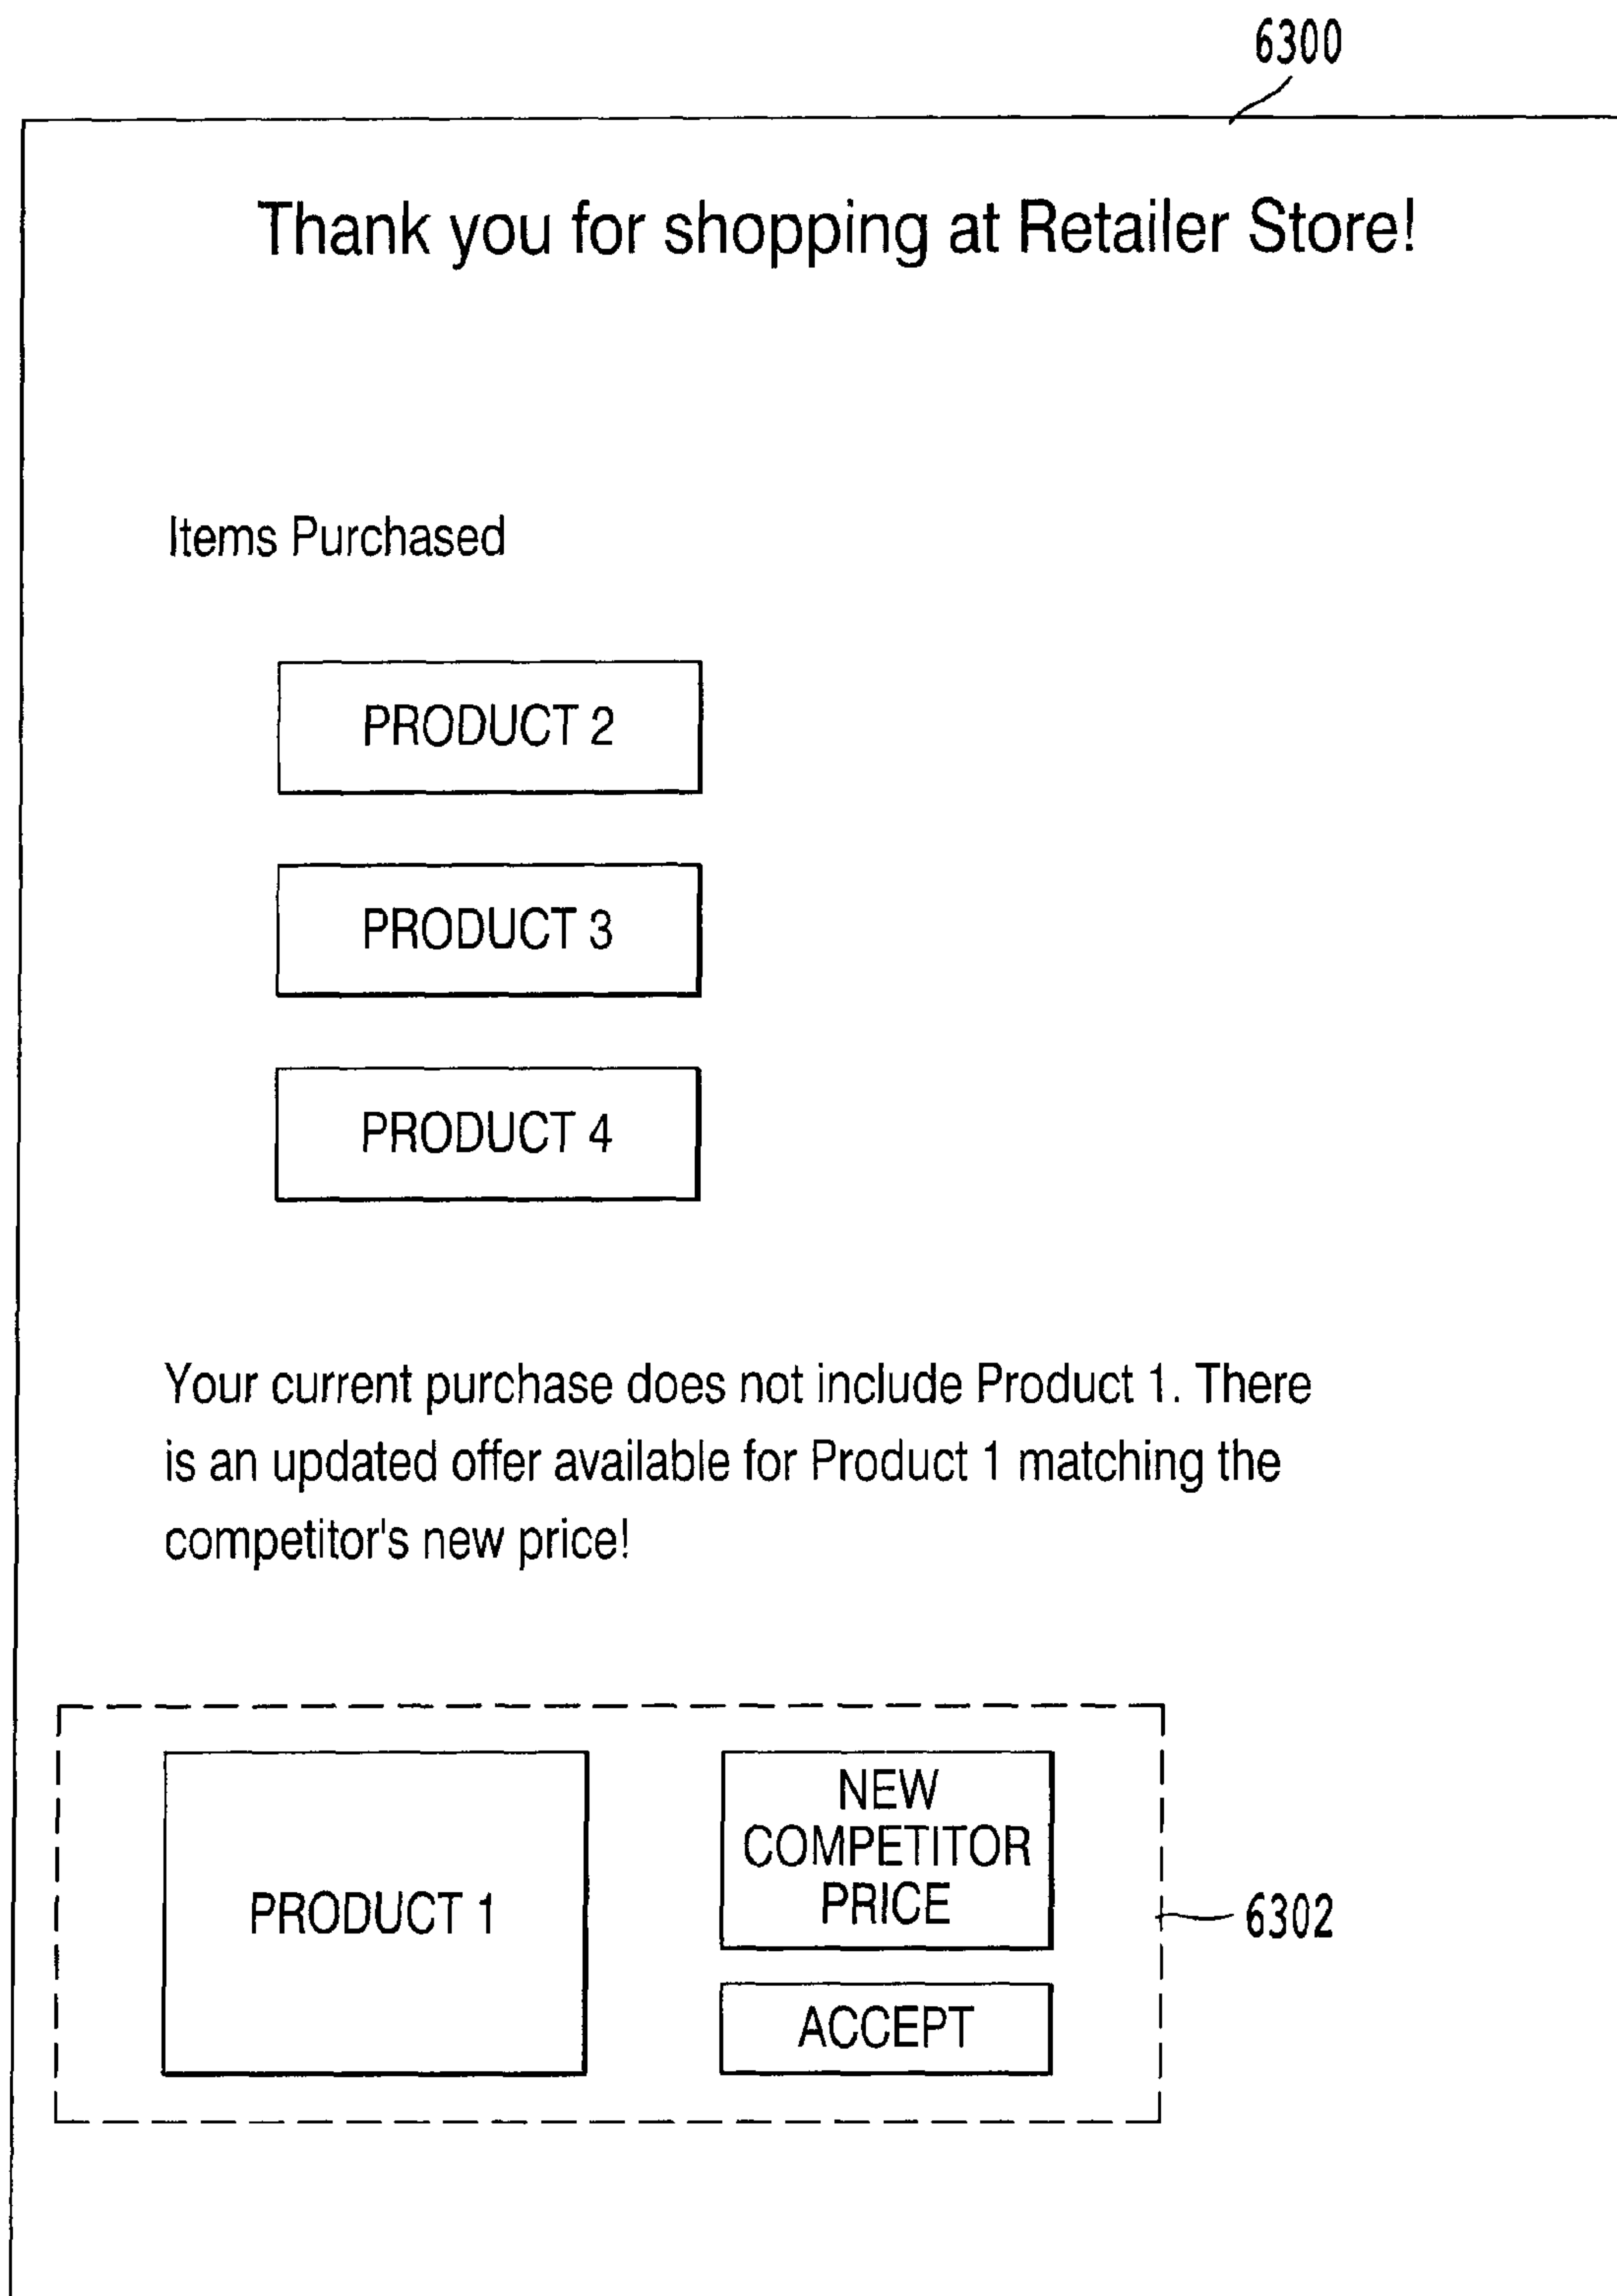 6300
Thank you for shopping at Retailer Store!
Items Purchased
PRODUCT 2
PRODUCT 3
PRODUCT 4
Your current purchase does not include Product 1. There
is an updated offer available for Product 1 matching the
competitor's new price!
PRODUCT 1
NEW
COMPETITOR
PRICE
ACCEPT
6302